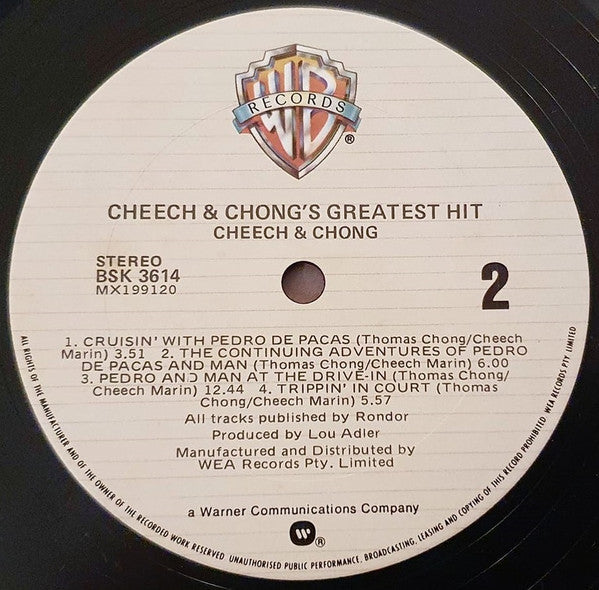 WB
RECORDS
®
CHEECH & CHONG'S GREATEST HIT
CHEECH & CHONG
STEREO
BSK 3614
MX199120
2
1. CRUISIN' WITH PEDRO DE PACAS (Thomas Chong/Cheech
Marin) 3.51 2. THE CONTINUING ADVENTURES OF PEDRO
DE PACAS AND MAN (Thomas Chong/Cheech Marin) 6.00
3. PEDRO AND MAN AT THE DRIVE-IN (Thomas Chong/
Cheech Marin) 12.44 4. TRIPPIN' IN COURT (Thomas
Chong/Cheech Marin) 5.57
All tracks published by Rondor
Produced by Lou Adler
Manufactured and Distributed by
WEA Records Pty. Limited
a Warner Communications Company
W ®
ALL RIGHTS OF THE MANUFACTURER AND OF THE OWNER OF THE RECORDED WORK RESERVED. UNAUTHORISED PUBLIC PERFORMANCE, BROADCASTING, LEASING AND COPYING OF THIS RECORD PROHIBITED. WEA RECORDS PTY. LIMITED